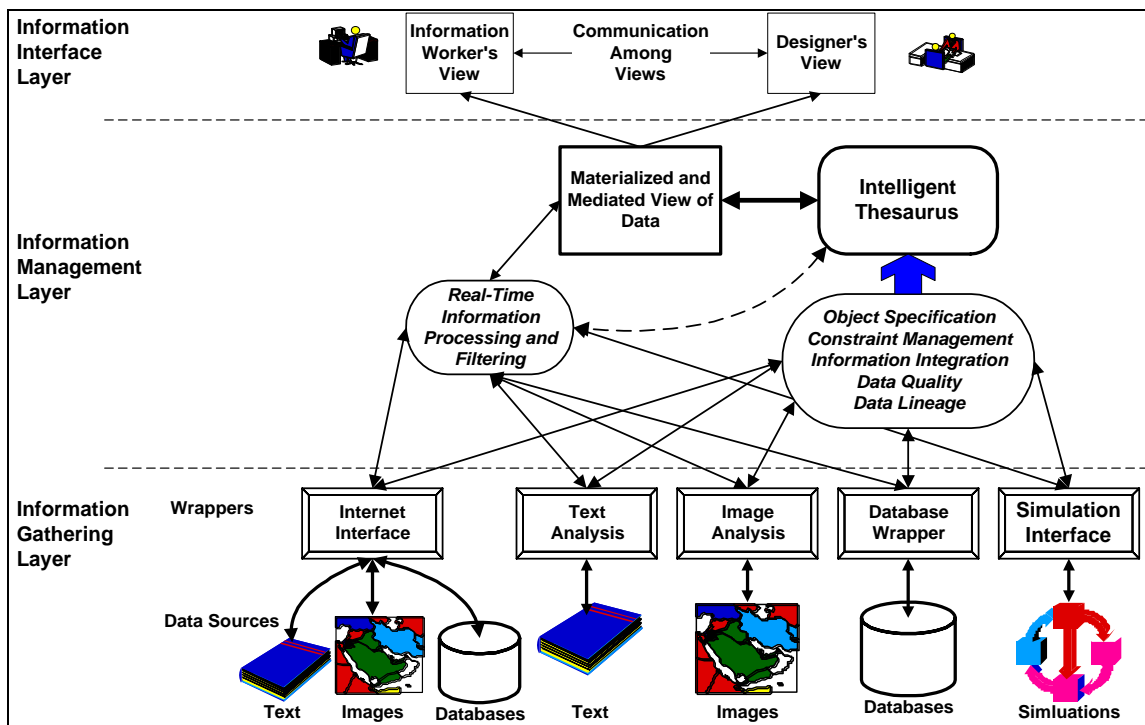 Information
Interface
Layer
Information
Worker's
View
Communication
Among
Views
Designer's
View
Information
Management
Layer
Materialized and
Mediated View of
Data
Intelligent
Thesaurus
Real-Time
Information
Processing and
Filtering
Object Specification
Constraint Management
Information Integration
Data Quality
Data Lineage
Information
Gathering
Layer
Wrappers
Internet
Interface
Text
Analysis
Image
Analysis
Database
Wrapper
Simulation
Interface
Data Sources
Text
Images
Databases
Text
Images
Databases
Simluations